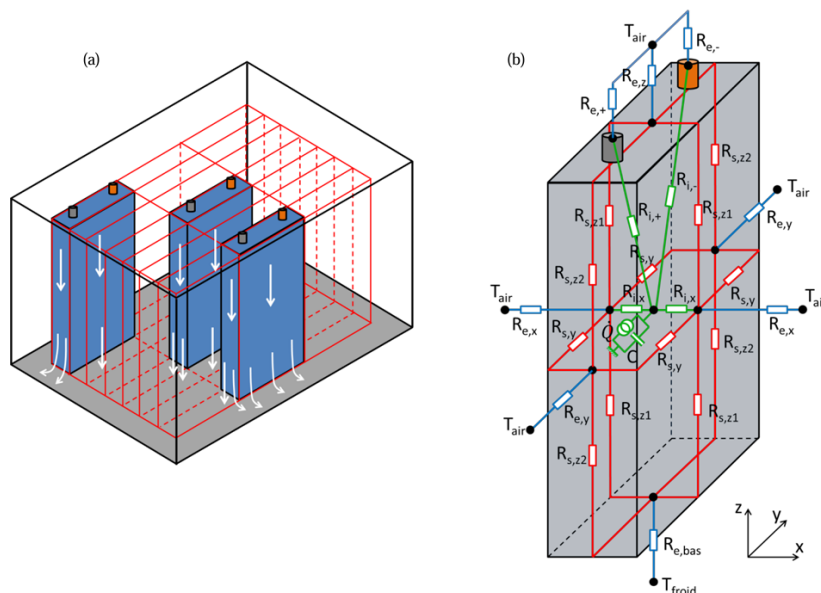 (a)
(b)
T_air
R_e,-
R_e,z
R_e,+
R_s,z2
T_air
R_i,-
R_i,+
R_s,z1
R_s,z1
R_e,y
R_s,y
R_s,z2
R_i,x
R_i,x
R_s,y
T_air
T_ai
R_e,x
R_s,y
Q
R_e,x
C
R_s,y
R_s,z2
R_e,y
R_s,z1
R_s,z1
T_air
R_s,z2
z
y
x
R_e,bas
T_froid